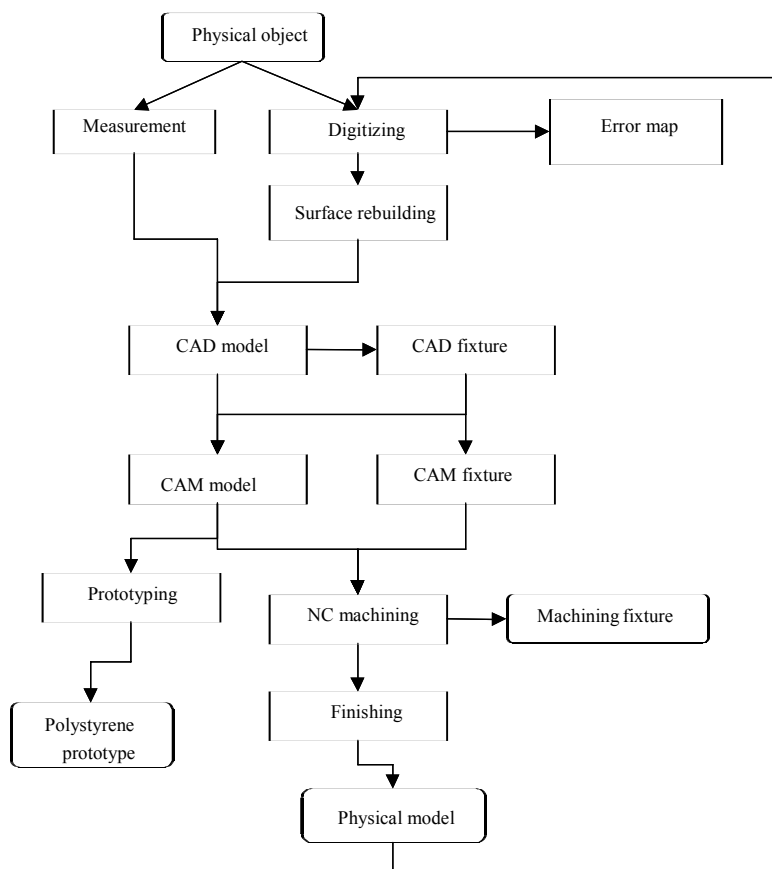 Physical object
Measurement
Digitizing
Error map
Surface rebuilding
CAD model
CAD fixture
CAM model
CAM fixture
Prototyping
NC machining
Machining fixture
Polystyrene
prototype
Finishing
Physical model